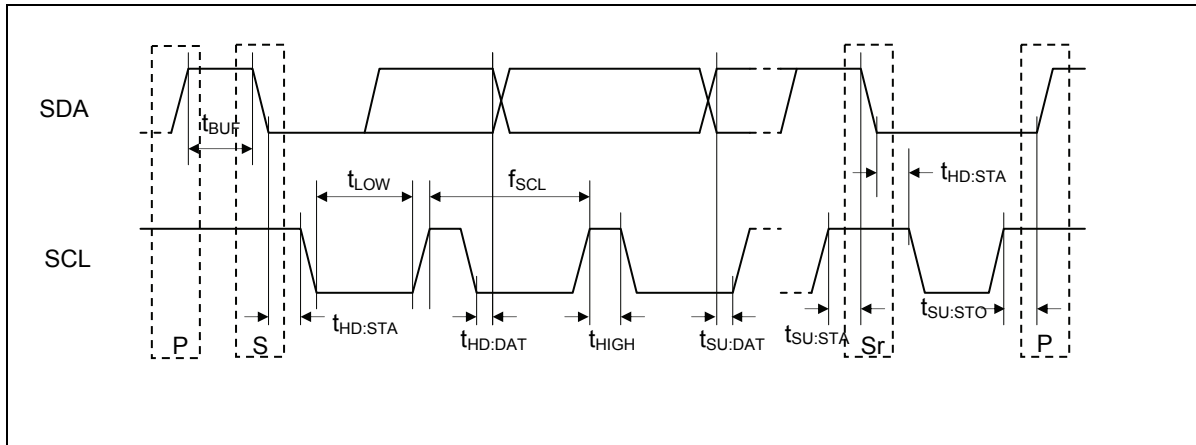 SDA
tBUF
tLOW
fSCL
tHD:STA
SCL
tHD:STA
tHD:DAT
tHIGH
tSU:DAT
tSU:STA
tSU:STO
P
S
Sr
P